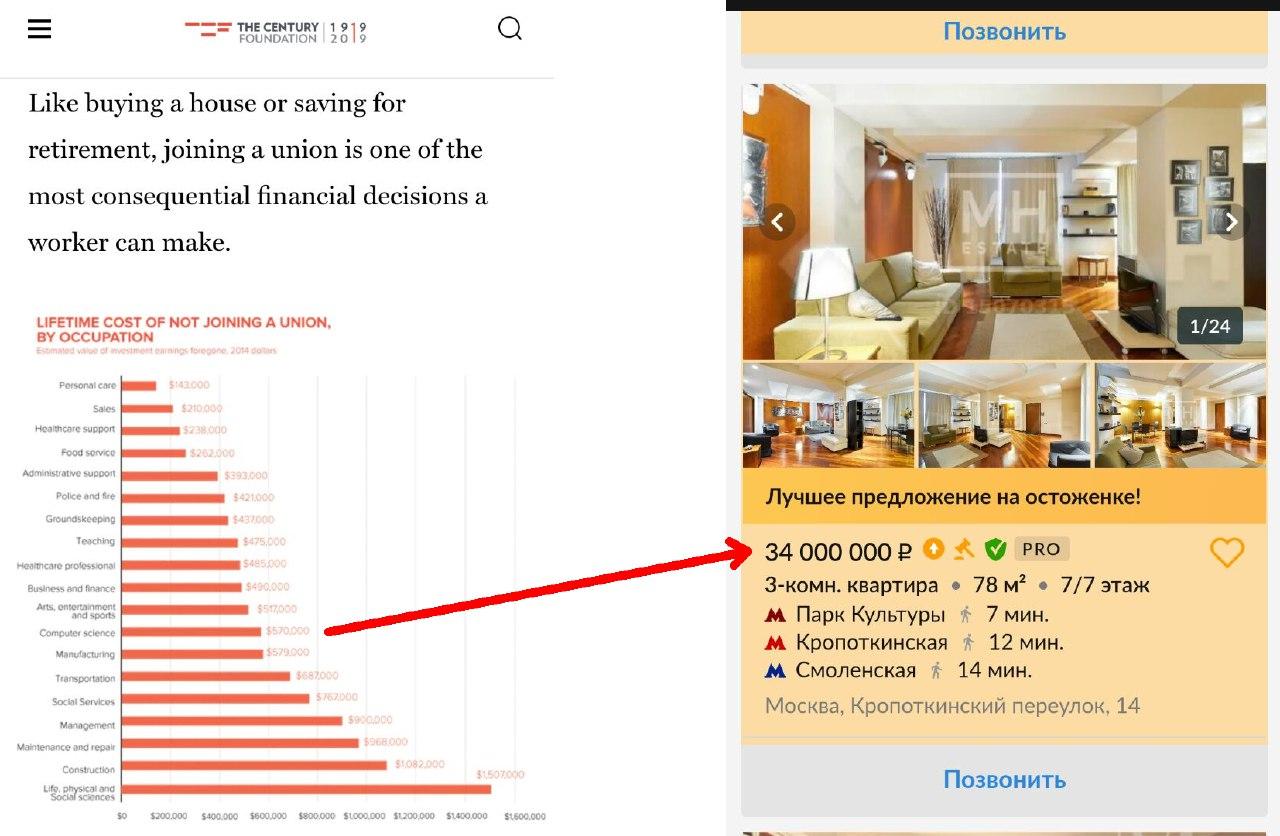 THE CENTURY
FOUNDATION
1919
2019
Like buying a house or saving for
retirement, joining a union is one of the
most consequential financial decisions a
worker can make.
LIFETIME COST OF NOT JOINING A UNION,
BY OCCUPATION
Estimated value of investment earnings foregone, 2014 dollars
Personal care $143,000
Sales $210,000
Healthcare support $238,000
Food service $262,000
Administrative support $393,000
Police and fire $421,000
Groundskeeping $437,000
Teaching $475,000
Healthcare professional $485,000
Business and finance $490,000
Arts, entertainment
and sports $517,000
Computer science $570,000
Manufacturing $579,000
Transportation $687,000
Social Services $767,000
Management $900,000
Maintenance and repair $968,000
Construction $1,082,000
Life, physical and
Social sciences $1,507,000
$0 $200,000 $400,000 $600,000 $800,000 $1,000,000 $1,200,000 $1,400,000 $1,600,000
Позвонить
MH
ESTATE
1/24
Лучшее предложение на остоженке!
34 000 000 ₽ PRO
3-комн. квартира • 78 м² • 7/7 этаж
Парк Культуры 7 мин.
Кропоткинская 12 мин.
Смоленская 14 мин.
Москва, Кропоткинский переулок, 14
Позвонить